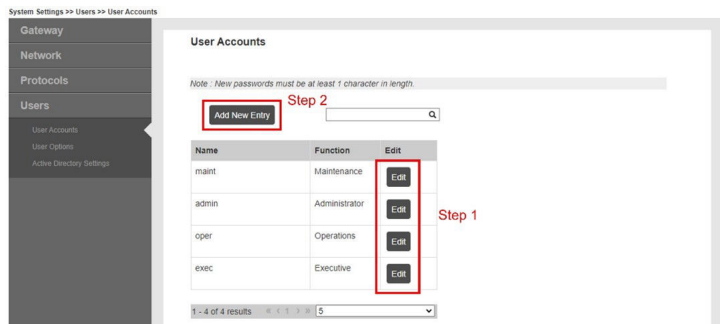 System Settings >> Users >> User Accounts
Gateway
Network
Protocols
Users
User Accounts
User Options
Active Directory Settings
User Accounts
Note : New passwords must be at least 1 character in length.
Step 2
Add New Entry
Name Function Edit
maint Maintenance Edit
admin Administrator Edit
Step 1
oper Operations Edit
exec Executive Edit
1 - 4 of 4 results « < 1 > » 5